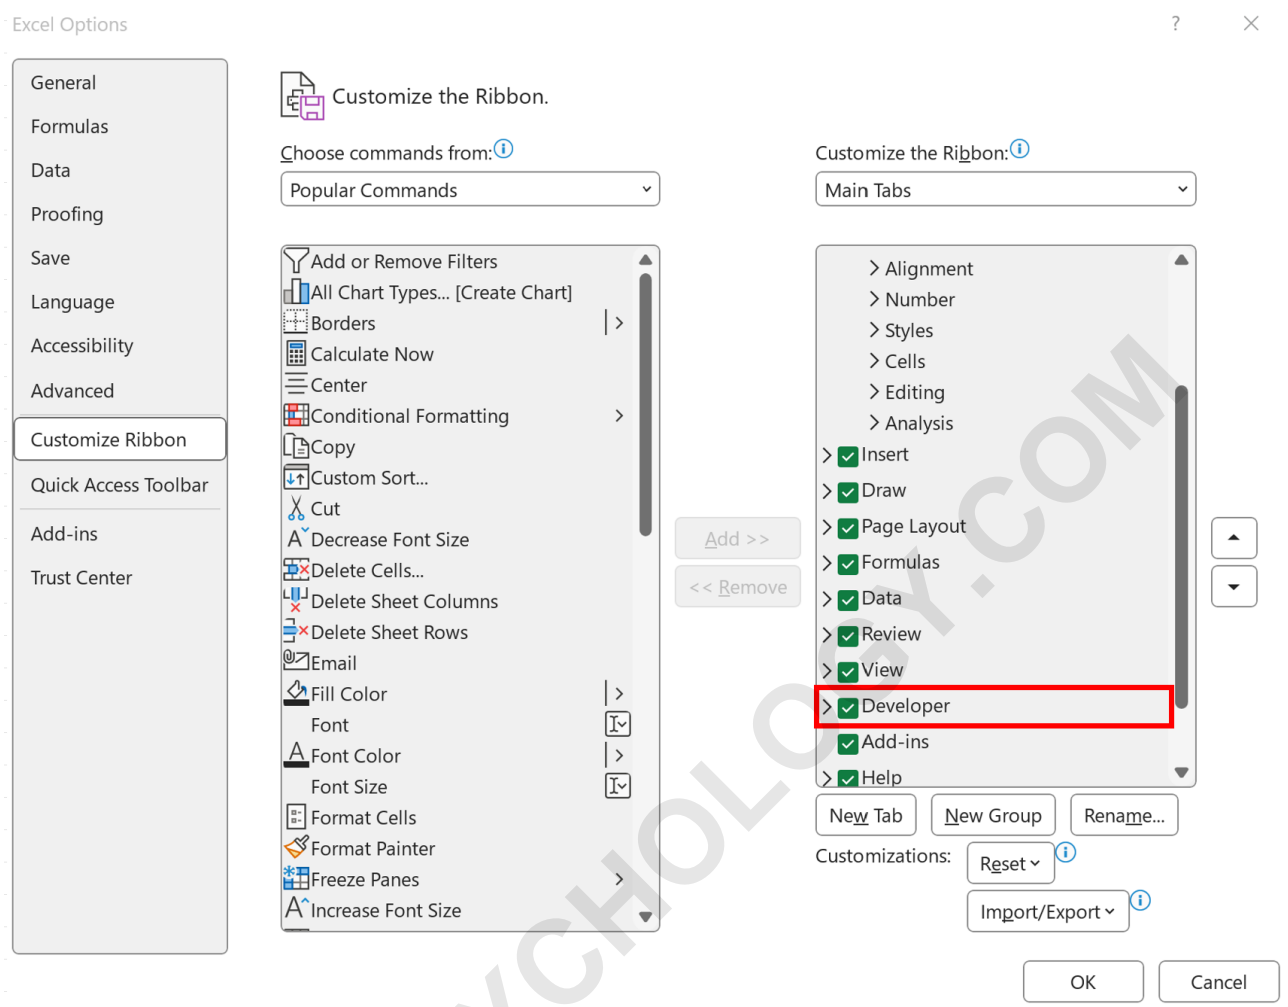 Excel Options
?
General
Formulas
Data
Proofing
Save
Language
Accessibility
Advanced
Customize Ribbon
Quick Access Toolbar
Add-ins
Trust Center
Customize the Ribbon.
Choose commands from:
Popular Commands
Add or Remove Filters
All Chart Types... [Create Chart]
Borders
Calculate Now
Center
Conditional Formatting
Copy
Custom Sort...
Cut
Decrease Font Size
Delete Cells...
Delete Sheet Columns
Delete Sheet Rows
Email
Fill Color
Font
Font Color
Font Size
Format Cells
Format Painter
Freeze Panes
Increase Font Size
Add >>
<< Remove
Customize the Ribbon:
Main Tabs
Alignment
Number
Styles
Cells
Editing
Analysis
Insert
Draw
Page Layout
Formulas
Data
Review
View
Developer
Add-ins
Help
New Tab
New Group
Rename...
Customizations:
Reset
Import/Export
OK
Cancel
YCHOLOGY.COM